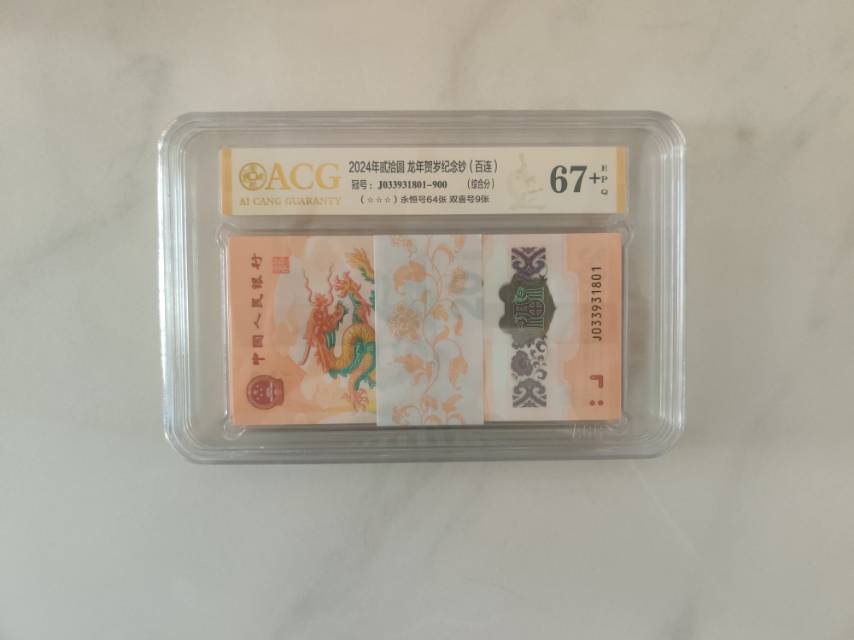 ACG
AI CANG GUARANTY
2024年贰拾圆 龙年贺岁纪念钞（百连）
冠号：J033931801-900 （综合分）
（☆☆☆）永恒号64张 双喜号9张
67+
EPQ
中国人民银行
J033931801